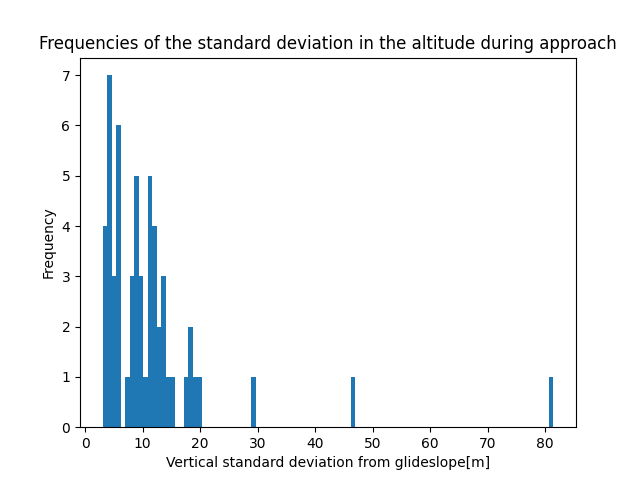 Frequencies of the standard deviation in the altitude during approach
7
6
5
4
3
2
1
0
Frequency
0 10 20 30 40 50 60 70 80
Vertical standard deviation from glideslope[m]